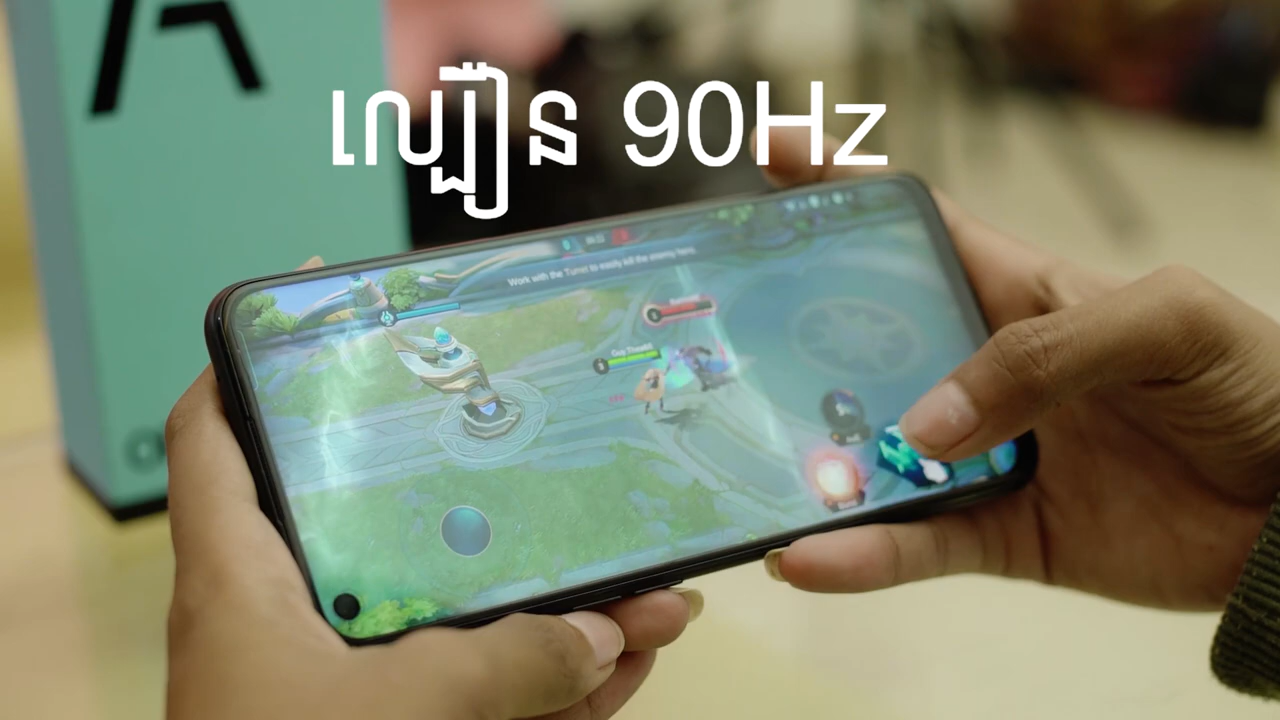 ល្បឿន 90Hz
A
Work with the Turret to easily kill the enemy hero.